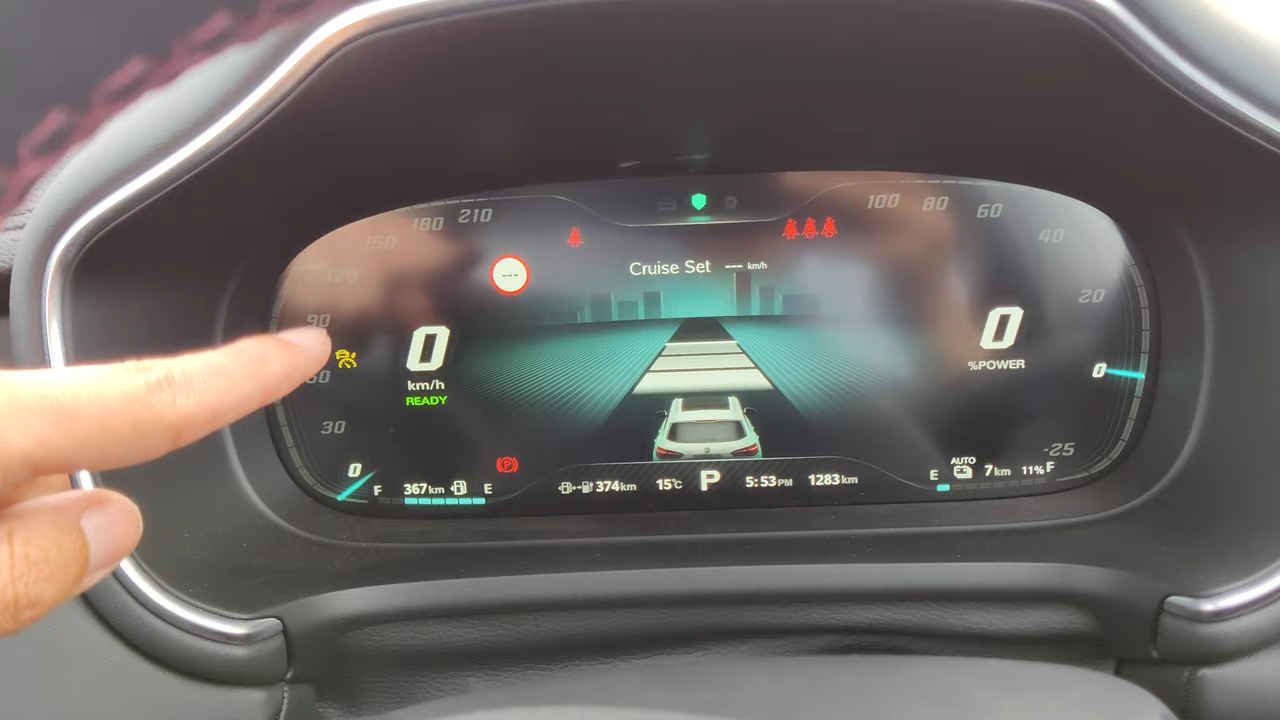 180 210
150
120
90
60
30
0
---
Cruise Set --- km/h
100 80 60
40
20
0
-25
0
km/h
READY
0
%POWER
P
F 367km E
374km 15°C P 5:53PM 1283km
E AUTO 7km 11% F